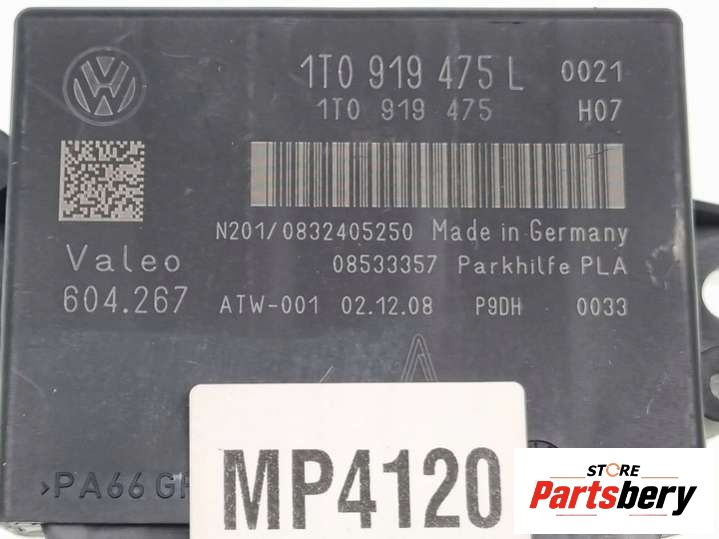 1T0 919 475 L 0021
1T0 919 475 H07
N201/0832405250 Made in Germany
Valeo 08533357 Parkhilfe PLA
604.267 ATW-001 02.12.08 P9DH 0033
>PA66
MP4120
STORE
Partsbery